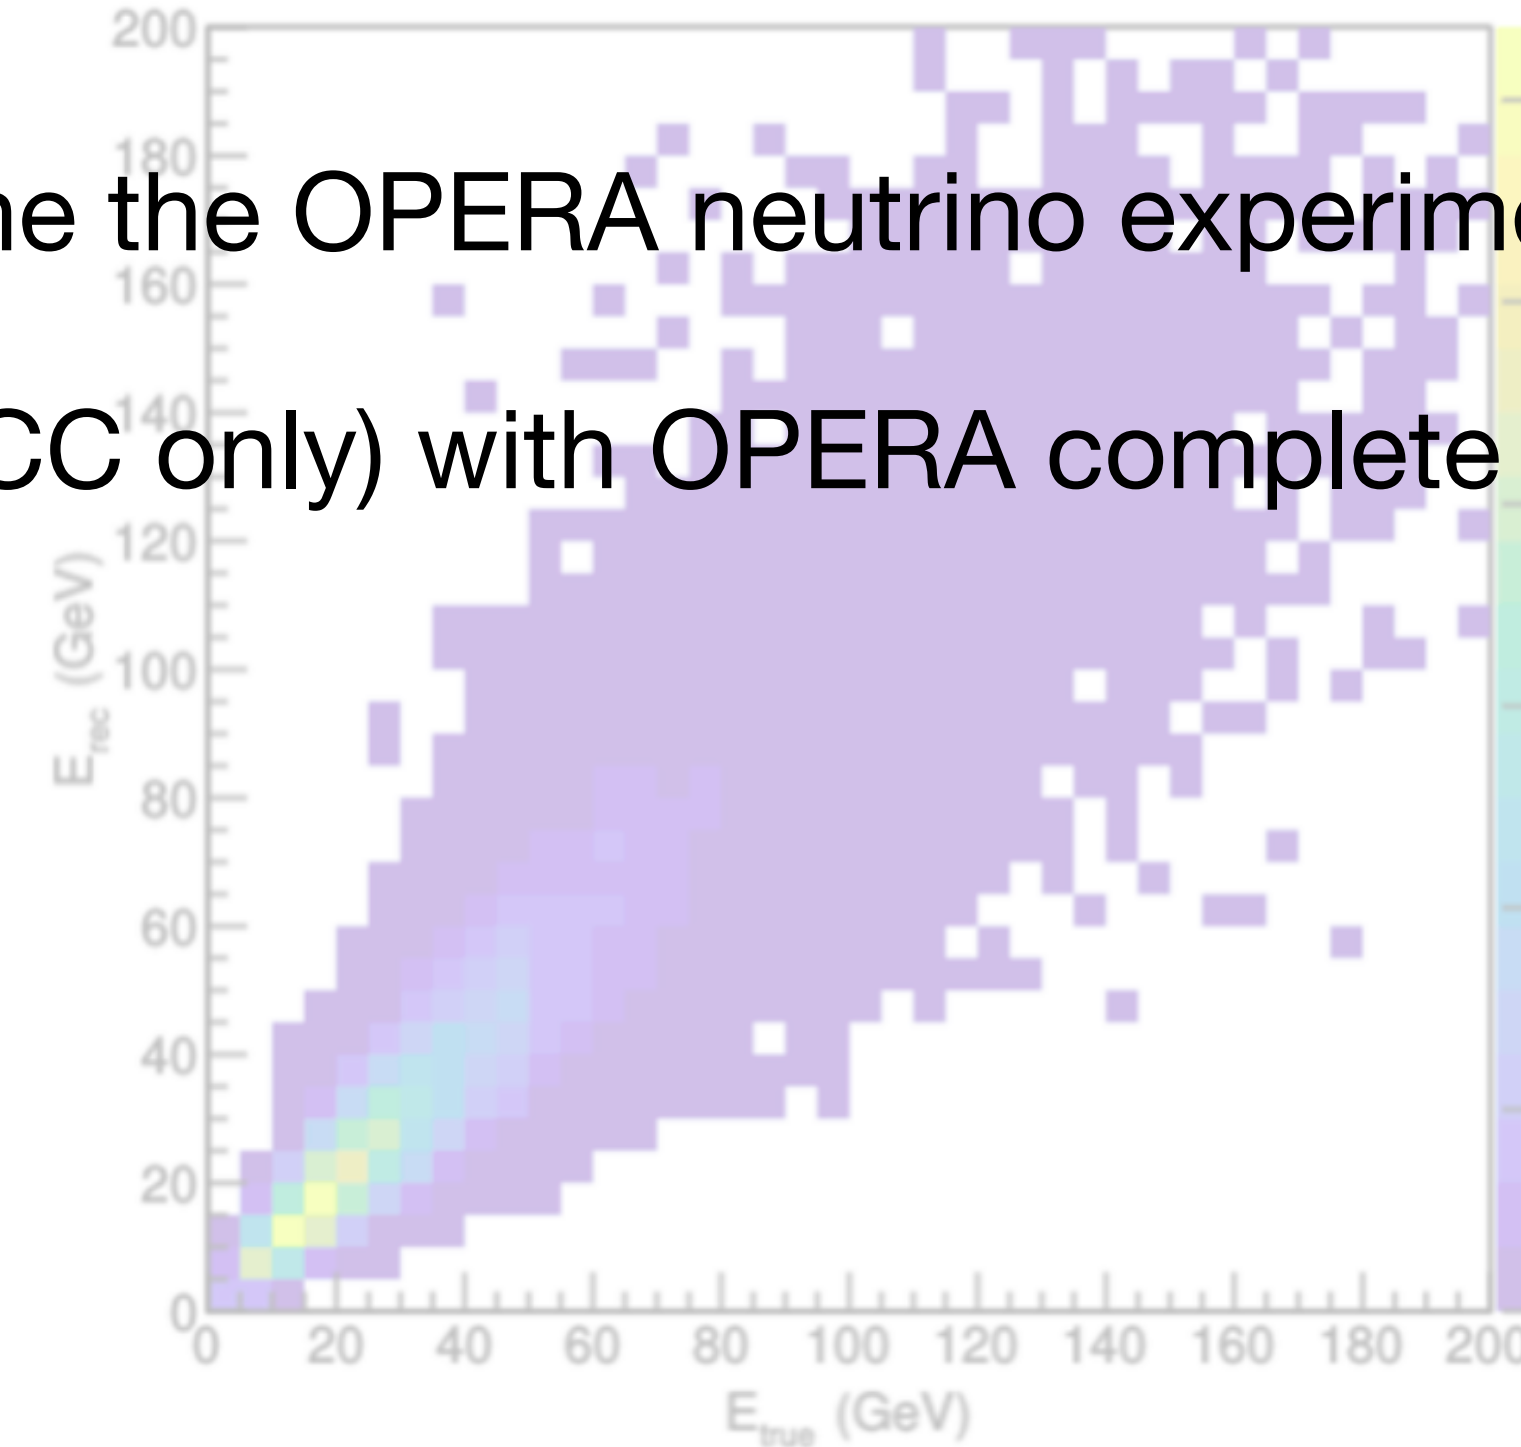 200
180
ne the OPERA neutrino experime
160
140
CC only) with OPERA complete
120
E_rec (GeV)
100
80
60
40
20
0
0 20 40 60 80 100 120 140 160 180 200
E_true (GeV)